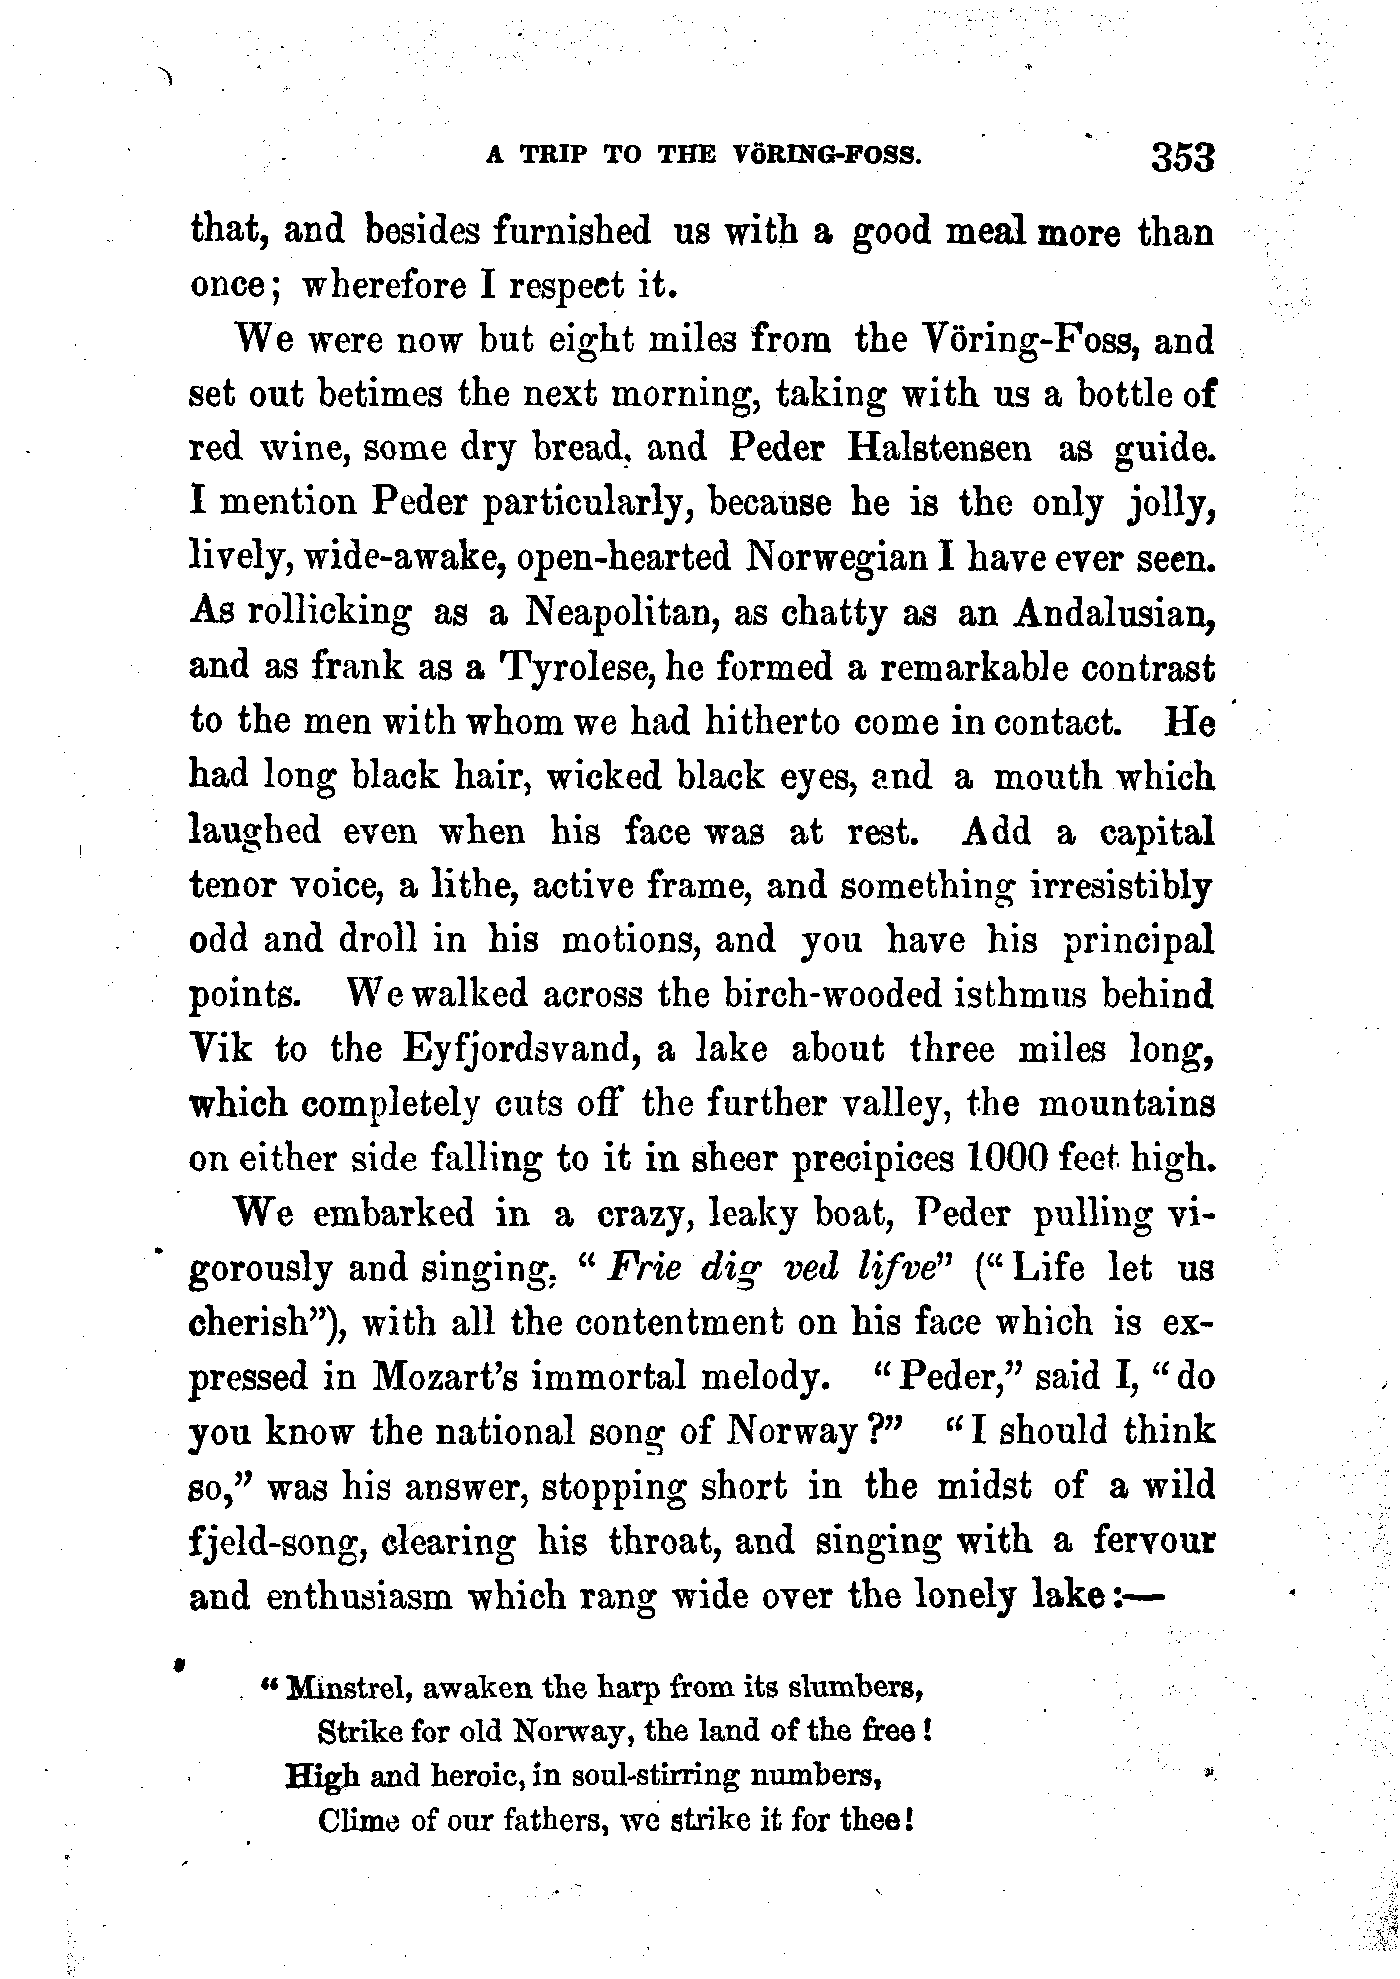 A TRIP TO THE VÖRING-FOSS. 353
that, and besides furnished us with a good meal more than
once; wherefore I respect it.
We were now but eight miles from the Vöring-Foss, and
set out betimes the next morning, taking with us a bottle of
red wine, some dry bread, and Peder Halstensen as guide.
I mention Peder particularly, because he is the only jolly,
lively, wide-awake, open-hearted Norwegian I have ever seen.
As rollicking as a Neapolitan, as chatty as an Andalusian,
and as frank as a Tyrolese, he formed a remarkable contrast
to the men with whom we had hitherto come in contact. He
had long black hair, wicked black eyes, and a mouth which
laughed even when his face was at rest. Add a capital
tenor voice, a lithe, active frame, and something irresistibly
odd and droll in his motions, and you have his principal
points. We walked across the birch-wooded isthmus behind
Vik to the Eyfjordsvand, a lake about three miles long,
which completely cuts off the further valley, the mountains
on either side falling to it in sheer precipices 1000 feet high.
We embarked in a crazy, leaky boat, Peder pulling vi-
gorously and singing, "Frie dig ved lifve" ("Life let us
cherish"), with all the contentment on his face which is ex-
pressed in Mozart's immortal melody. "Peder," said I, "do
you know the national song of Norway?" "I should think
so," was his answer, stopping short in the midst of a wild
fjeld-song, clearing his throat, and singing with a fervour
and enthusiasm which rang wide over the lonely lake:—
"Minstrel, awaken the harp from its slumbers,
Strike for old Norway, the land of the free!
High and heroic, in soul-stirring numbers,
Clime of our fathers, we strike it for thee!